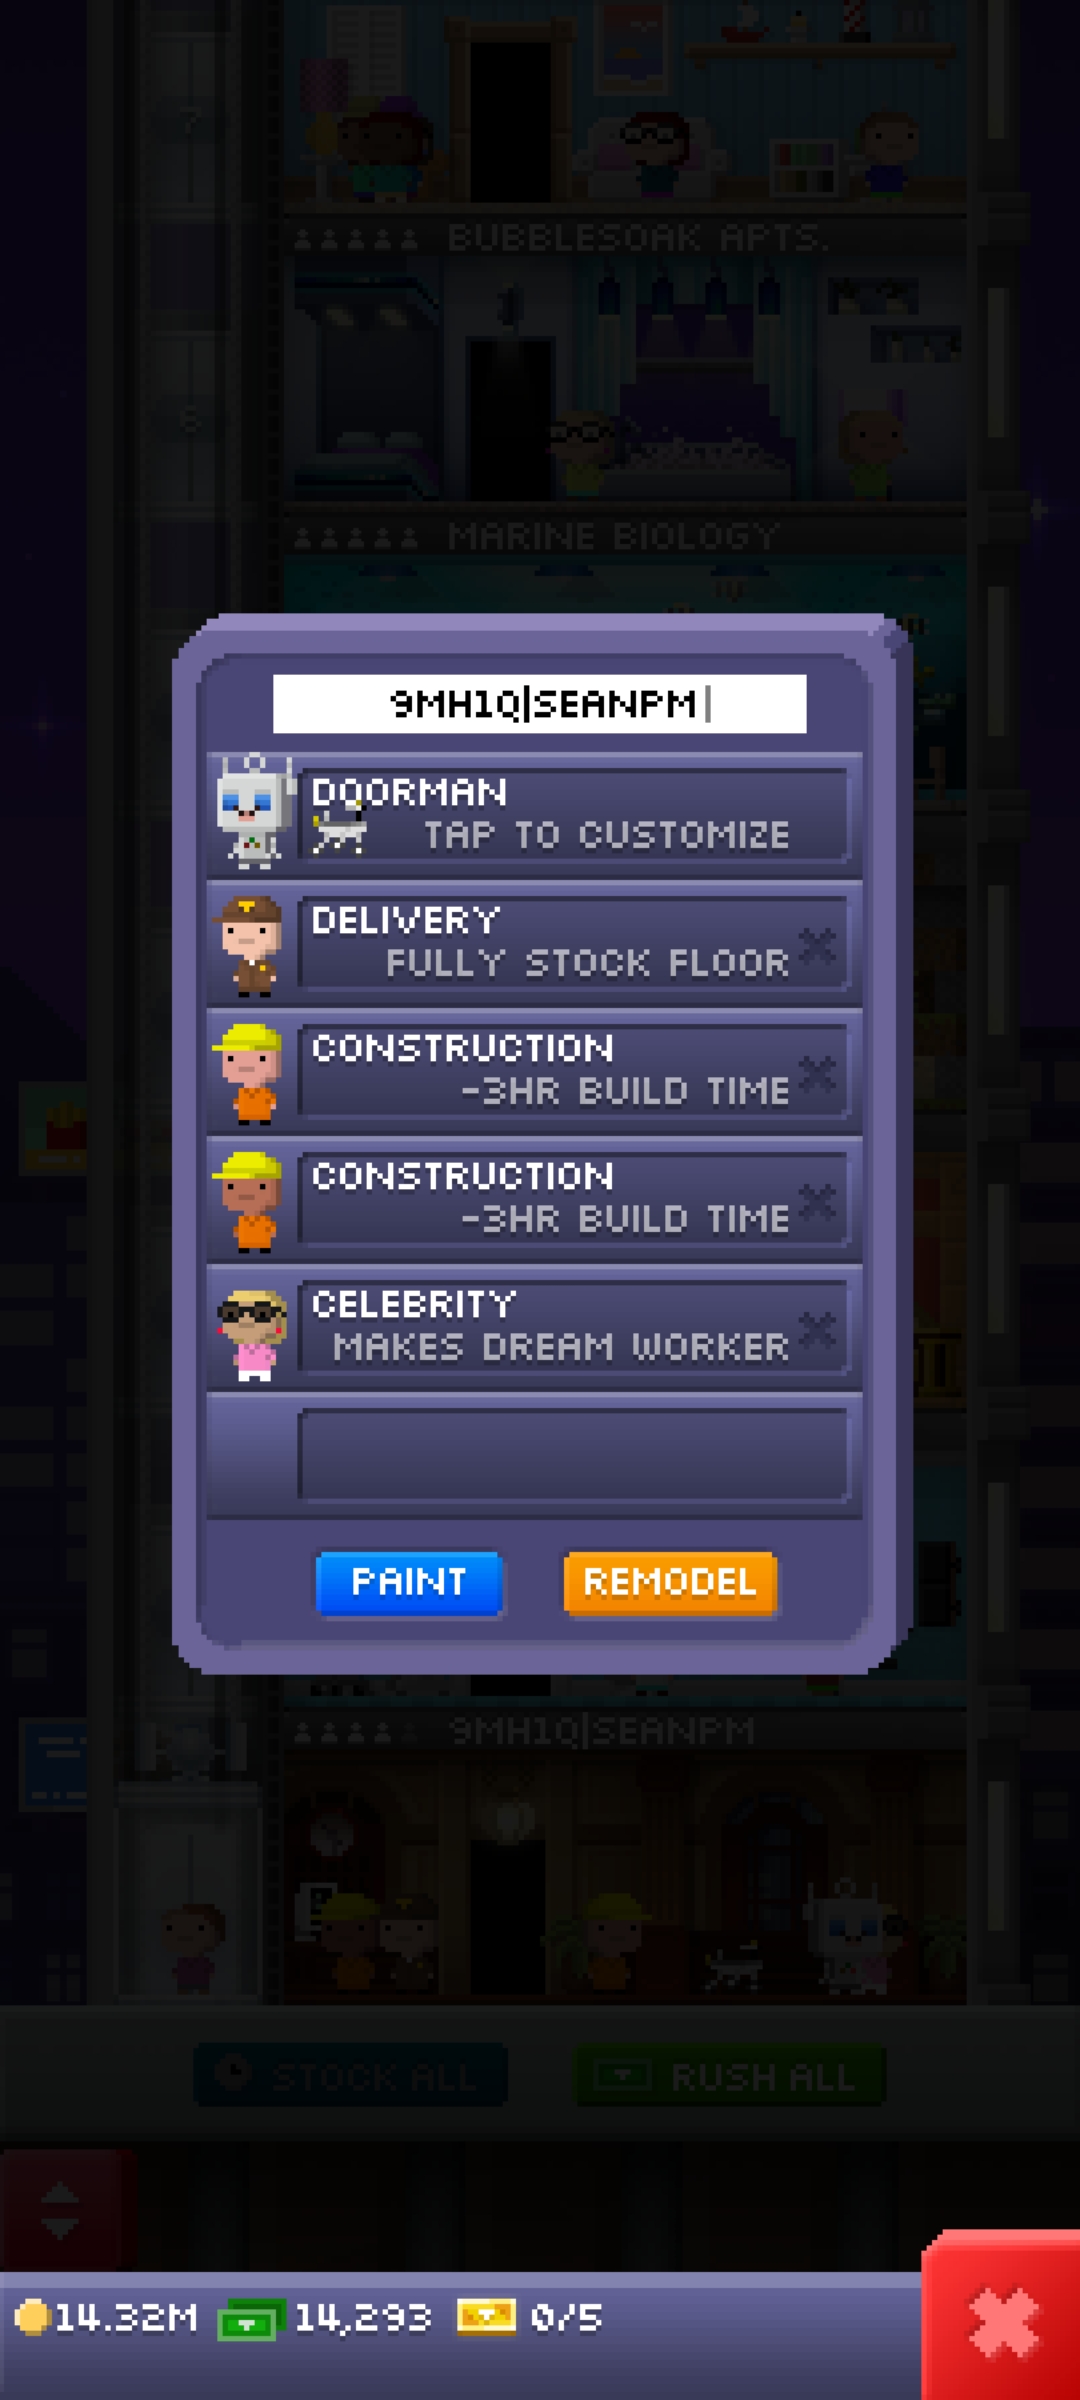 7
BUBBLESOAK APTS.
6
MARINE BIOLOGY
9MH1Q|SEANPM
DOORMAN
TAP TO CUSTOMIZE
DELIVERY
FULLY STOCK FLOOR
CONSTRUCTION
-3HR BUILD TIME
CONSTRUCTION
-3HR BUILD TIME
CELEBRITY
MAKES DREAM WORKER
PAINT REMODEL
9MH1Q|SEANPM
STOCK ALL RUSH ALL
14.32M 14,293 0/5